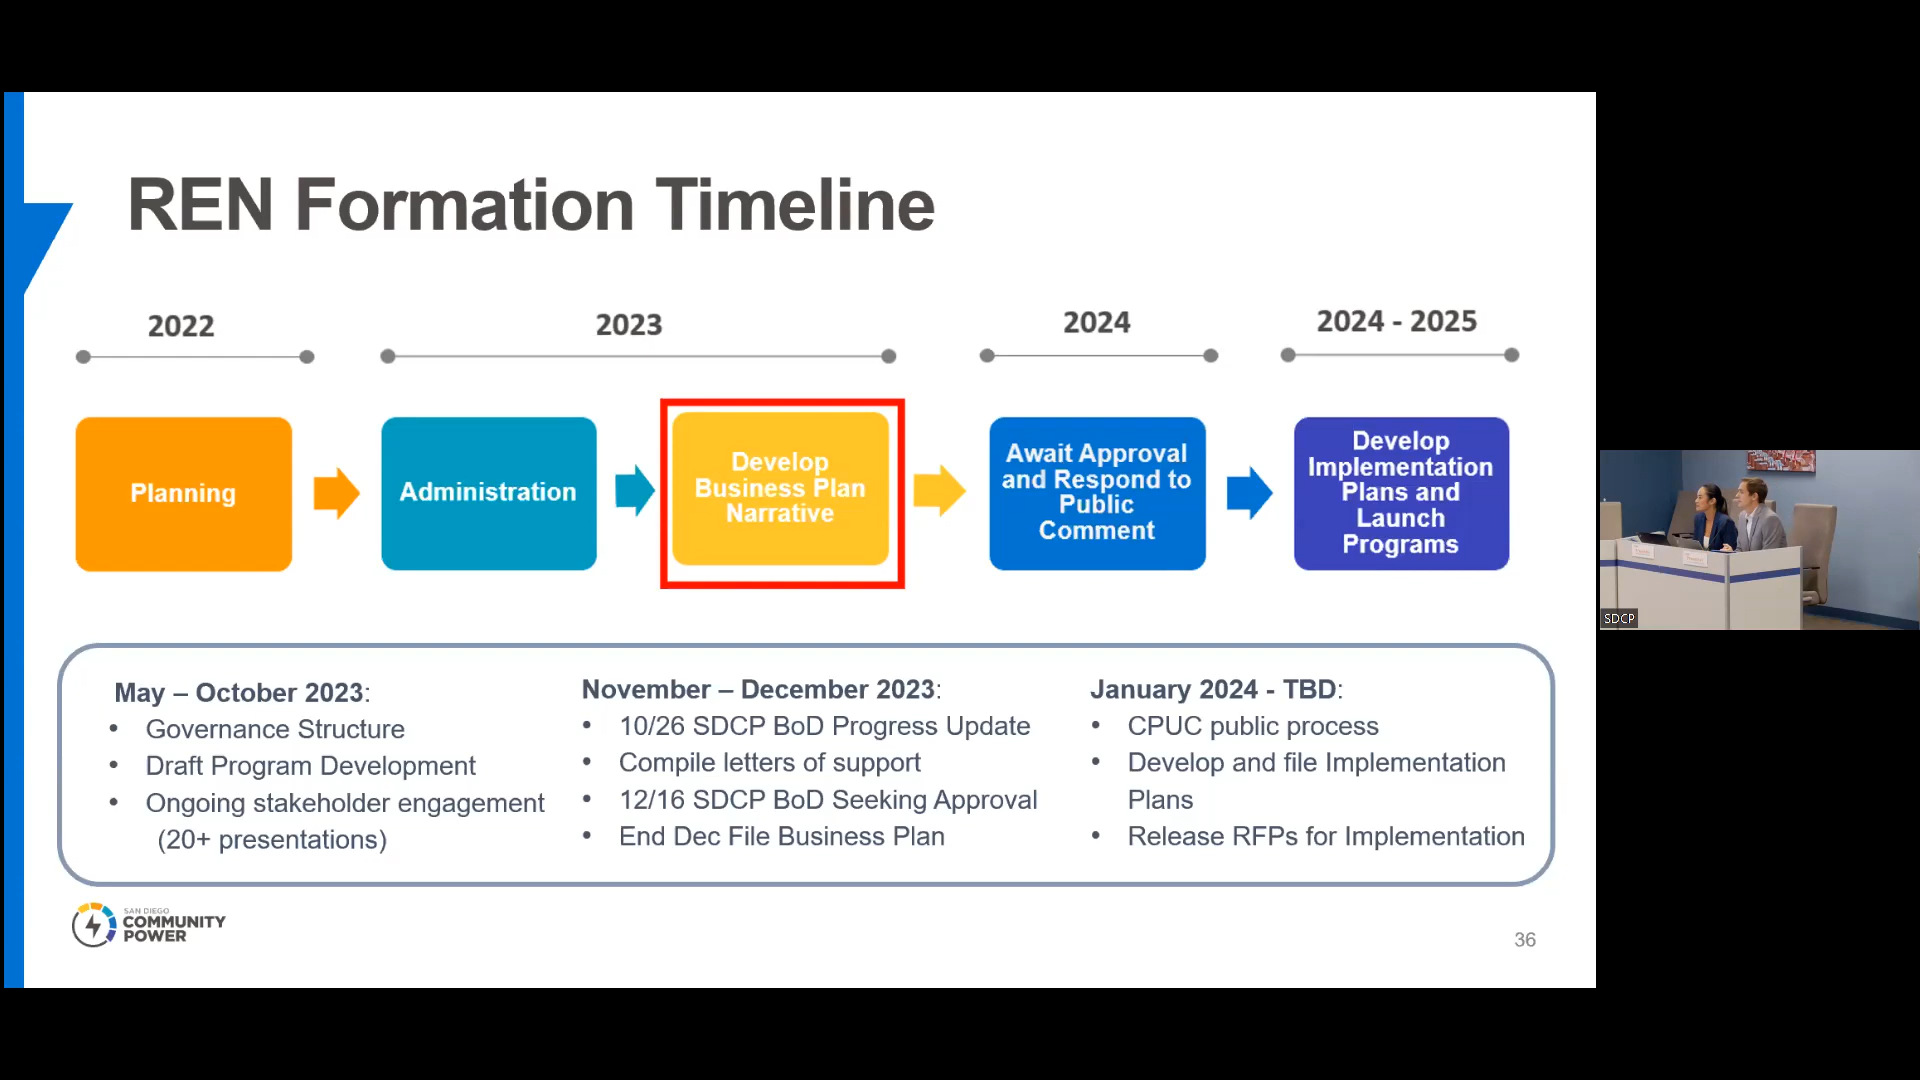 REN Formation Timeline
2022
2023
2024
2024 - 2025
Planning
Administration
Develop
Business Plan
Narrative
Await Approval
and Respond to
Public
Comment
Develop
Implementation
Plans and
Launch
Programs
May – October 2023:
• Governance Structure
• Draft Program Development
• Ongoing stakeholder engagement
(20+ presentations)
November – December 2023:
• 10/26 SDCP BoD Progress Update
• Compile letters of support
• 12/16 SDCP BoD Seeking Approval
• End Dec File Business Plan
January 2024 - TBD:
• CPUC public process
• Develop and file Implementation
Plans
• Release RFPs for Implementation
SAN DIEGO
COMMUNITY
POWER
36
SDCP